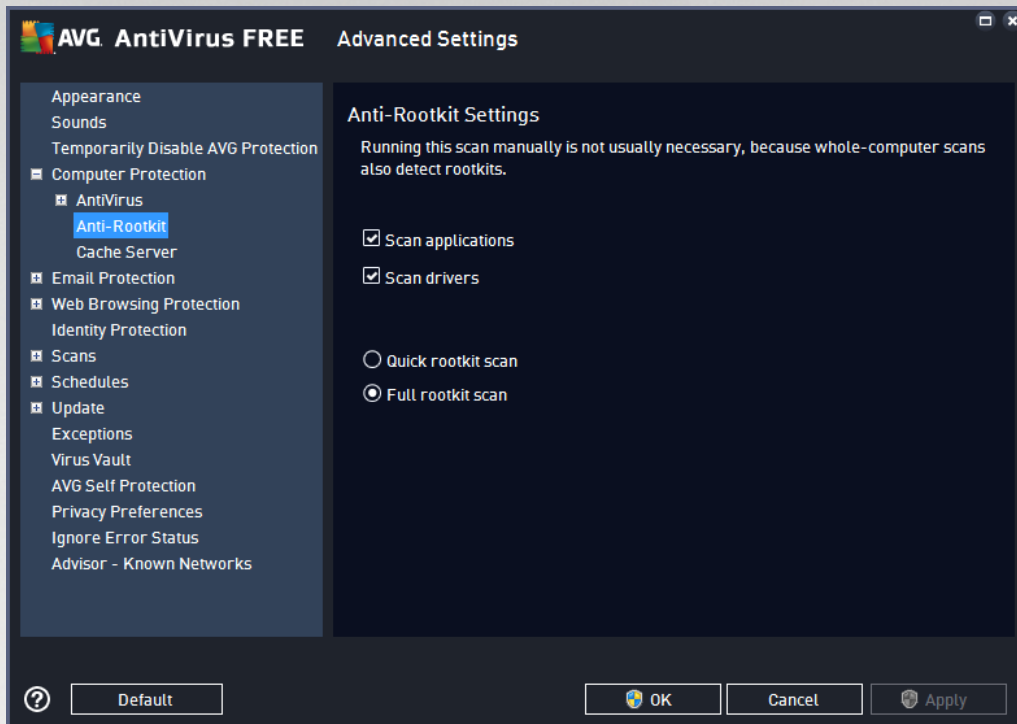 AVG AntiVirus FREE Advanced Settings
Appearance
Sounds
Temporarily Disable AVG Protection
Computer Protection
AntiVirus
Anti-Rootkit
Cache Server
Email Protection
Web Browsing Protection
Identity Protection
Scans
Schedules
Update
Exceptions
Virus Vault
AVG Self Protection
Privacy Preferences
Ignore Error Status
Advisor - Known Networks
Anti-Rootkit Settings
Running this scan manually is not usually necessary, because whole-computer scans
also detect rootkits.
Scan applications
Scan drivers
Quick rootkit scan
Full rootkit scan
? Default OK Cancel Apply